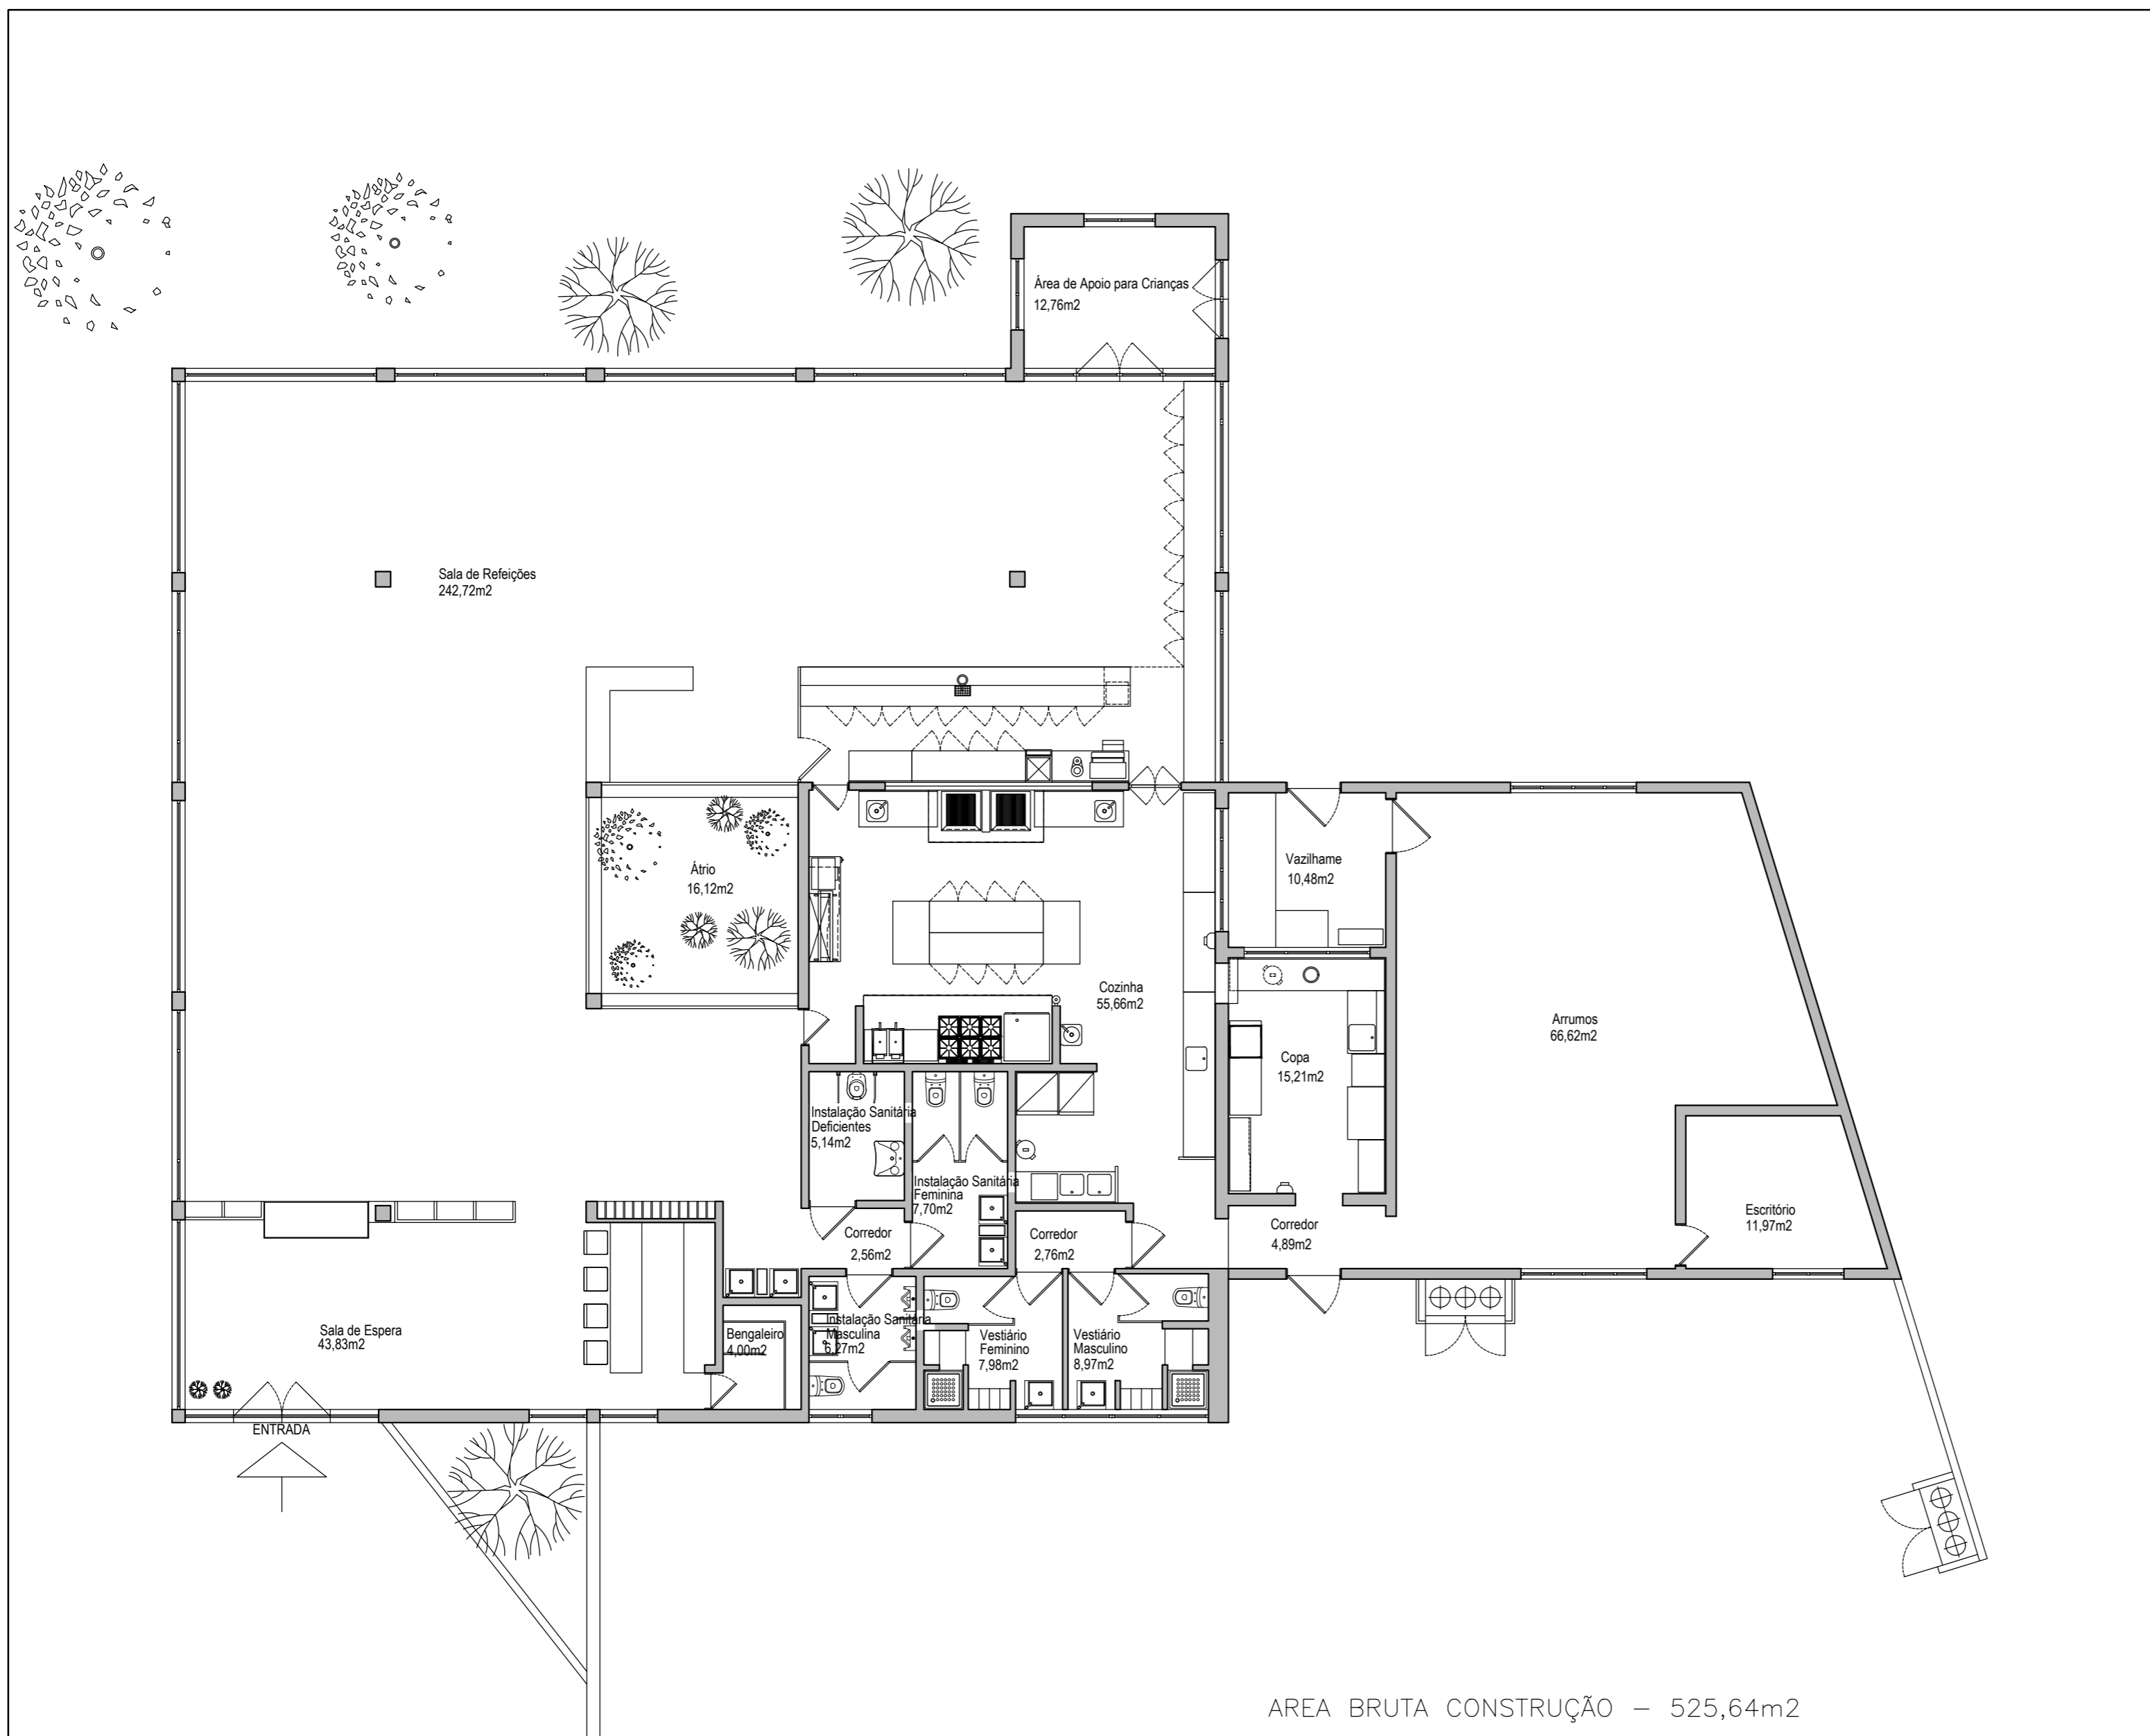 Área de Apoio para Crianças
12,76m2
Sala de Refeições
242,72m2
Átrio
16,12m2
Vazilhame
10,48m2
Cozinha
55,66m2
Arrumos
66,62m2
Copa
15,21m2
Instalação Sanitária
Deficientes
5,14m2
Instalação Sanitária
Feminina
7,70m2
Escritório
11,97m2
Corredor
2,56m2
Corredor
2,76m2
Corredor
4,89m2
Sala de Espera
43,83m2
Bengaleiro
4,00m2
Instalação Sanitária
Masculina
6,27m2
Vestiário
Feminino
7,98m2
Vestiário
Masculino
8,97m2
ENTRADA
AREA BRUTA CONSTRUÇÃO – 525,64m2